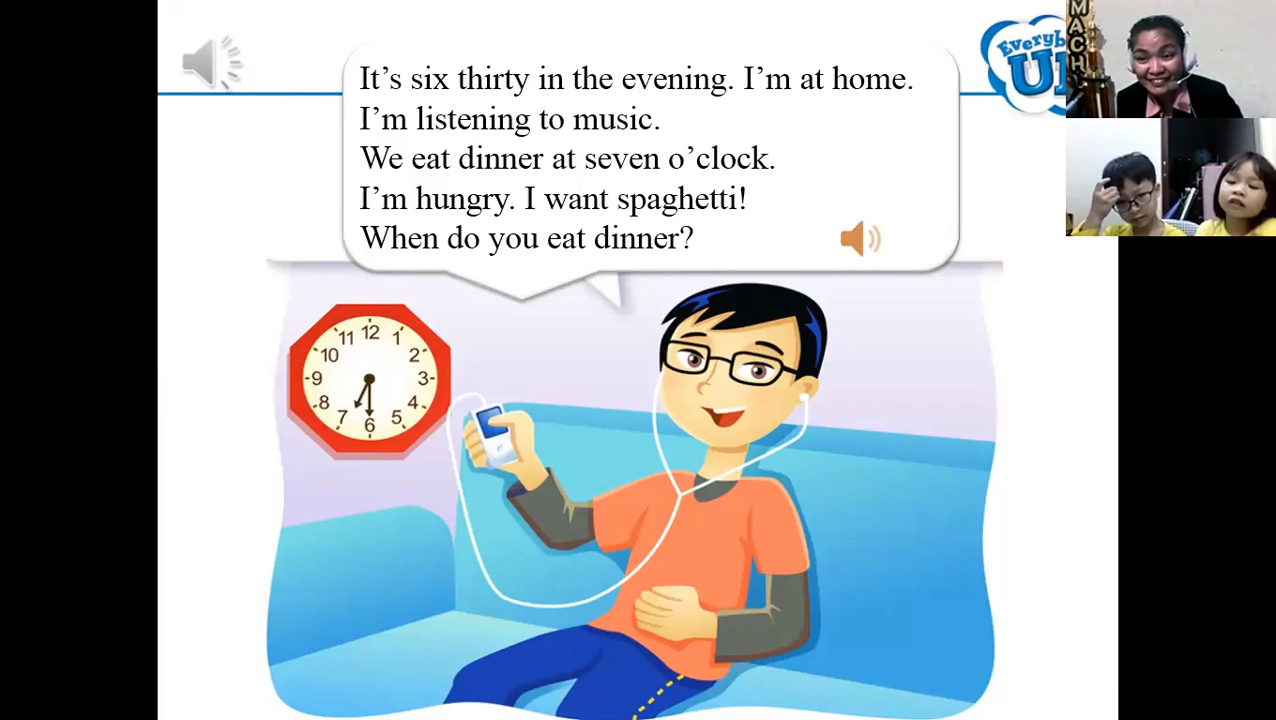 It's six thirty in the evening. I'm at home.
I'm listening to music.
We eat dinner at seven o'clock.
I'm hungry. I want spaghetti!
When do you eat dinner?
MACH
12
11 1
10 2
9 3
8 4
7 5
6